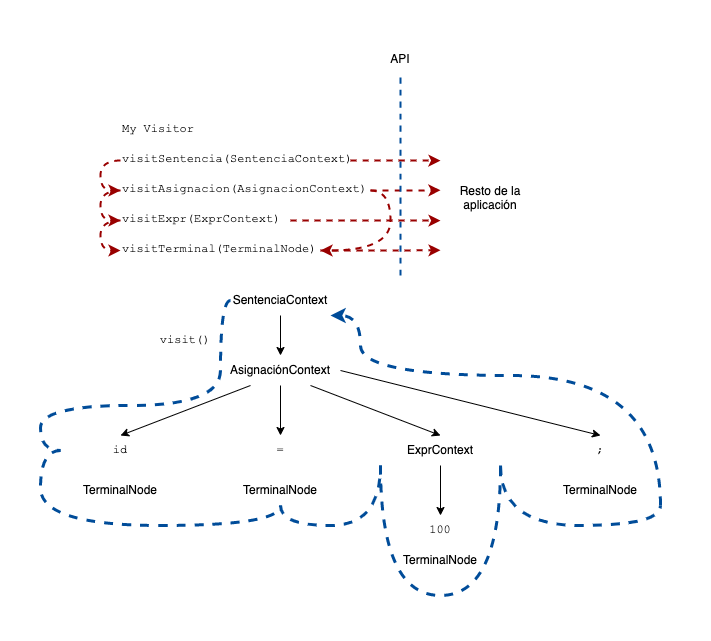 API
My Visitor
visitSentencia(SentenciaContext)
visitAsignacion(AsignacionContext)
visitExpr(ExprContext)
visitTerminal(TerminalNode)
Resto de la
aplicación
SentenciaContext
visit()
AsignaciónContext
id
=
ExprContext
;
TerminalNode
TerminalNode
TerminalNode
100
TerminalNode